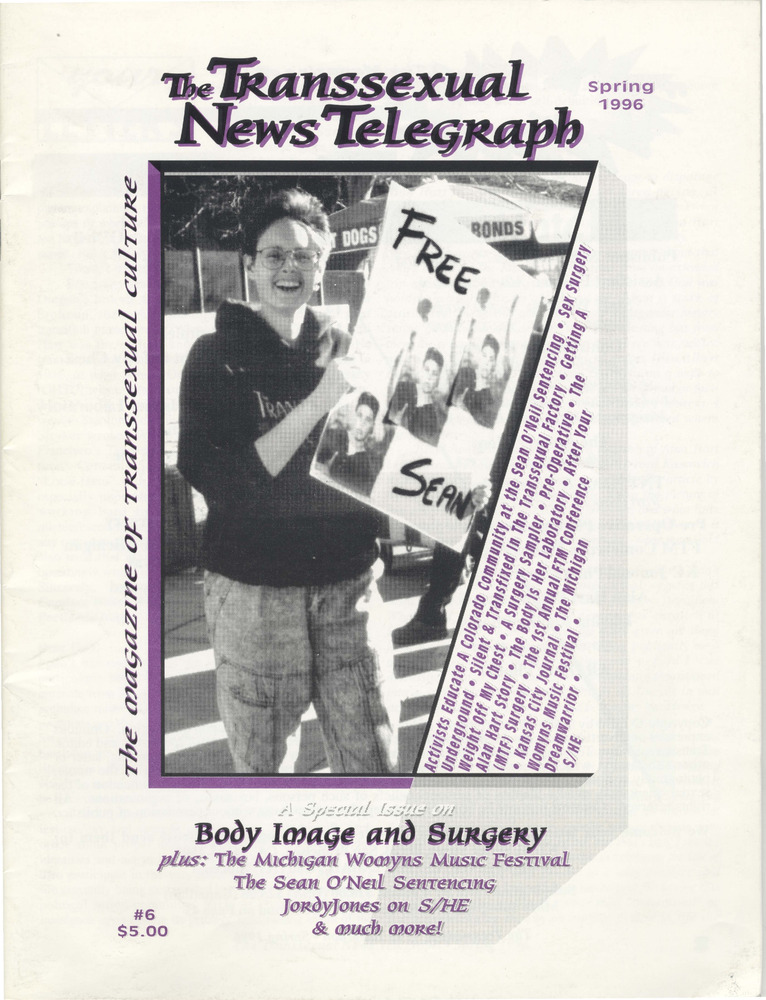 The Transsexual
News Telegraph
Spring
1996
the magazine of transsexual culture
T DOGS
BONDS
FREE
SEAN
Activists Educate A Colorado Community at the Sean O'Neil Sentencing • Sex Surgery
Underground • Silent & Transfixed In The Transsexual Factory • Getting A
Weight Off My Chest • A Surgery Sampler • Pre-Operative • The
Alan Hart Story • The Body Is Her Laboratory • After Your
(MTF) Surgery • The 1st Annual FTM Conference
• Kansas City Journal • The Michigan
Womyns Music Festival •
Dreamwarrior •
S/HE
A Special Issue on
Body Image and Surgery
plus: The Michigan Womyns Music Festival
The Sean O'Neil Sentencing
JordyJones on S/HE
& much more!
#6
$5.00